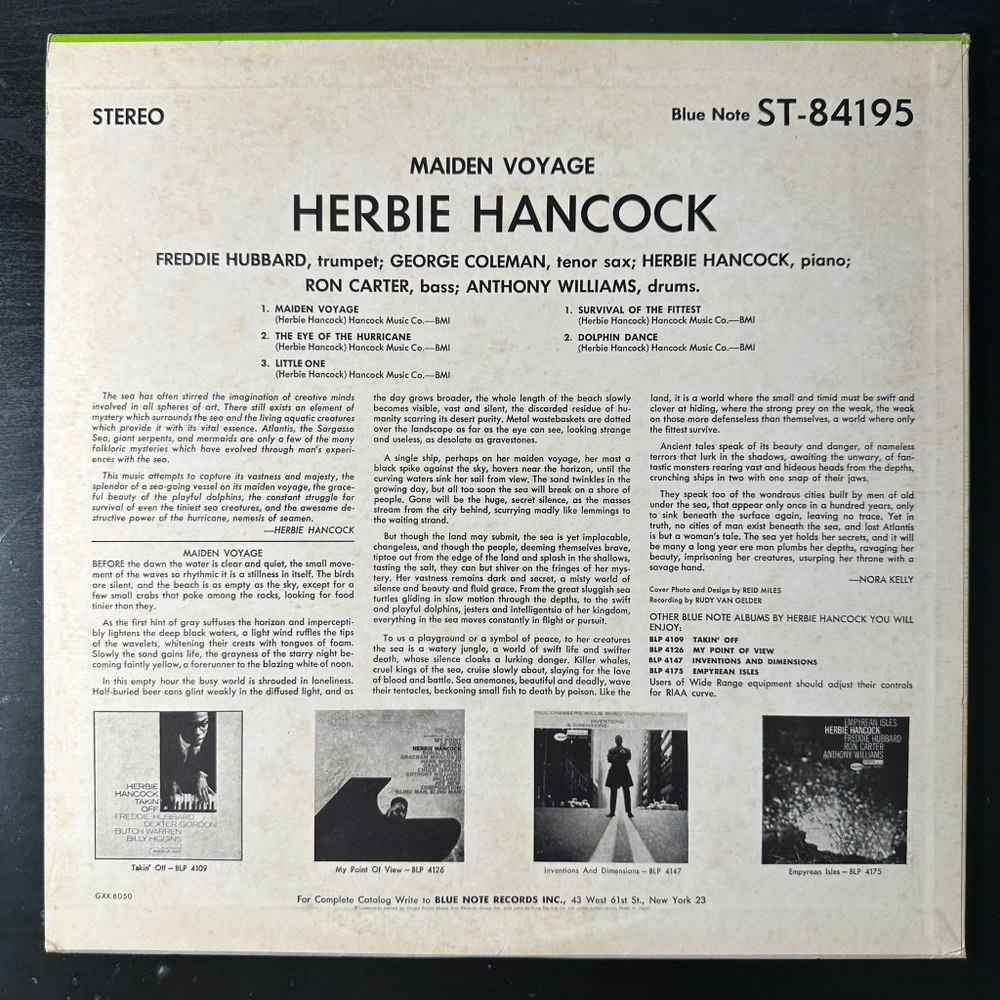 STEREO
Blue Note ST-84195
MAIDEN VOYAGE
HERBIE HANCOCK
FREDDIE HUBBARD, trumpet; GEORGE COLEMAN, tenor sax; HERBIE HANCOCK, piano;
RON CARTER, bass; ANTHONY WILLIAMS, drums.
1. MAIDEN VOYAGE
(Herbie Hancock) Hancock Music Co.—BMI
2. THE EYE OF THE HURRICANE
(Herbie Hancock) Hancock Music Co.—BMI
3. LITTLE ONE
(Herbie Hancock) Hancock Music Co.—BMI
1. SURVIVAL OF THE FITTEST
(Herbie Hancock) Hancock Music Co.—BMI
2. DOLPHIN DANCE
(Herbie Hancock) Hancock Music Co.—BMI
The sea has often stirred the imagination of creative minds
involved in all spheres of art. There still exists an element of
mystery which surrounds the sea and the living aquatic creatures
which provide it with its vital essence. Atlantis, the Sargasso
Sea, giant serpents, and mermaids are only a few of the many
folkloric mysteries which have evolved through man's experi-
ences with the sea.
This music attempts to capture its vastness and majesty, the
splendor of a sea-going vessel on its maiden voyage, the grace-
ful beauty of the playful dolphins, the constant struggle for
survival of even the tiniest sea creatures, and the awesome de-
structive power of the hurricane, nemesis of seamen.
—HERBIE HANCOCK
MAIDEN VOYAGE
BEFORE the dawn the water is clear and quiet, the small move-
ment of the waves so rhythmic it is a stillness in itself. The birds
are silent, and the beach is as empty as the sky, except for a
few small crabs that poke among the rocks, looking for food
tinier than they.
As the first hint of gray suffuses the horizon and impercepti-
bly lightens the deep black waters, a light wind ruffles the tips
of the wavelets, whitening their crests with tongues of foam.
Slowly the sand gains life, the grayness of the starry night be-
coming faintly yellow, a forerunner to the blazing white of noon.
In this empty hour the busy world is shrouded in loneliness.
Half-buried beer cans glint weakly in the diffused light, and as
the day grows broader, the whole length of the beach slowly
becomes visible, vast and silent, the discarded residue of hu-
manity scarring its desert purity. Metal wastebaskets are dotted
over the landscape as far as the eye can see, looking strange
and useless, as desolate as gravestones.
A single ship, perhaps on her maiden voyage, her mast a
black spike against the sky, hovers near the horizon, until the
curving waters sink her sail from view. The sand twinkles in the
growing day, but all too soon the sea will break on a shore of
people. Gone will be the huge, secret silence, as the masses
stream from the city behind, scurrying madly like lemmings to
the waiting strand.
But though the land may submit, the sea is yet implacable,
changeless, and though the people, deeming themselves brave,
tiptoe out from the edge of the land and splash in the shallows,
tasting the salt, they can but shiver on the fringes of her mys-
tery. Her vastness remains dark and secret, a misty world of
silence and beauty and fluid grace. From the great sluggish sea
turtles gliding in slow motion through the depths, to the swift
and playful dolphins, jesters and intelligentsia of her kingdom,
everything in the sea moves constantly in flight or pursuit.
To us a playground or a symbol of peace, to her creatures
the sea is a watery jungle, a world of swift life and swifter
death, whose silence cloaks a lurking danger. Killer whales,
cruel kings of the sea, cruise slowly about, slaying for the love
of blood and battle. Sea anemones, beautiful and deadly, wave
their tentacles, beckoning small fish to death by poison. Like the
land, it is a world where the small and timid must be swift and
clever at hiding, where the strong prey on the weak, the weak
on those more defenseless than themselves, a world where only
the fittest survive.
Ancient tales speak of its beauty and danger, of nameless
terrors that lurk in the shadows, awaiting the unwary, of fan-
tastic monsters rearing vast and hideous heads from the depths,
crunching ships in two with one snap of their jaws.
They speak too of the wondrous cities built by men of old
under the sea, that appear only once in a hundred years, only
to sink beneath the surface again, leaving no trace. Yet in
truth, no cities of man exist beneath the sea, and lost Atlantis
is but a woman's tale. The sea yet holds her secrets, and it will
be many a long year ere man plumbs her depths, ravaging her
beauty, imprisoning her creatures, usurping her throne with a
savage hand.
—NORA KELLY
Cover Photo and Design by REID MILES
Recording by RUDY VAN GELDER
OTHER BLUE NOTE ALBUMS BY HERBIE HANCOCK YOU WILL
ENJOY:
BLP 4109 TAKIN' OFF
BLP 4126 MY POINT OF VIEW
BLP 4147 INVENTIONS AND DIMENSIONS
BLP 4175 EMPYREAN ISLES
Users of Wide Range equipment should adjust their controls
for RIAA curve.
HERBIE
HANCOCK
TAKIN'
OFF
FREDDIE HUBBARD
DEXTER GORDON
BUTCH WARREN
BILLY HIGGINS
MY POINT
OF VIEW
HERBIE HANCOCK
DONALD BYRD
GRACHAN MONCUR III
HANK MOBLEY
GRANT GREEN
CHUCK ISRAELS
ANTHONY WILLIAMS
COMPOSITION
"BLIND MAN, BLIND MAN"
INVENTIONS
& DIMENSIONS
EMPYREAN ISLES
HERBIE HANCOCK
FREDDIE HUBBARD
RON CARTER
ANTHONY WILLIAMS
Takin' Off – BLP 4109
My Point Of View – BLP 4126
Inventions And Dimensions – BLP 4147
Empyrean Isles – BLP 4175
GXK 8050
For Complete Catalog Write to BLUE NOTE RECORDS INC., 43 West 61st St., New York 23